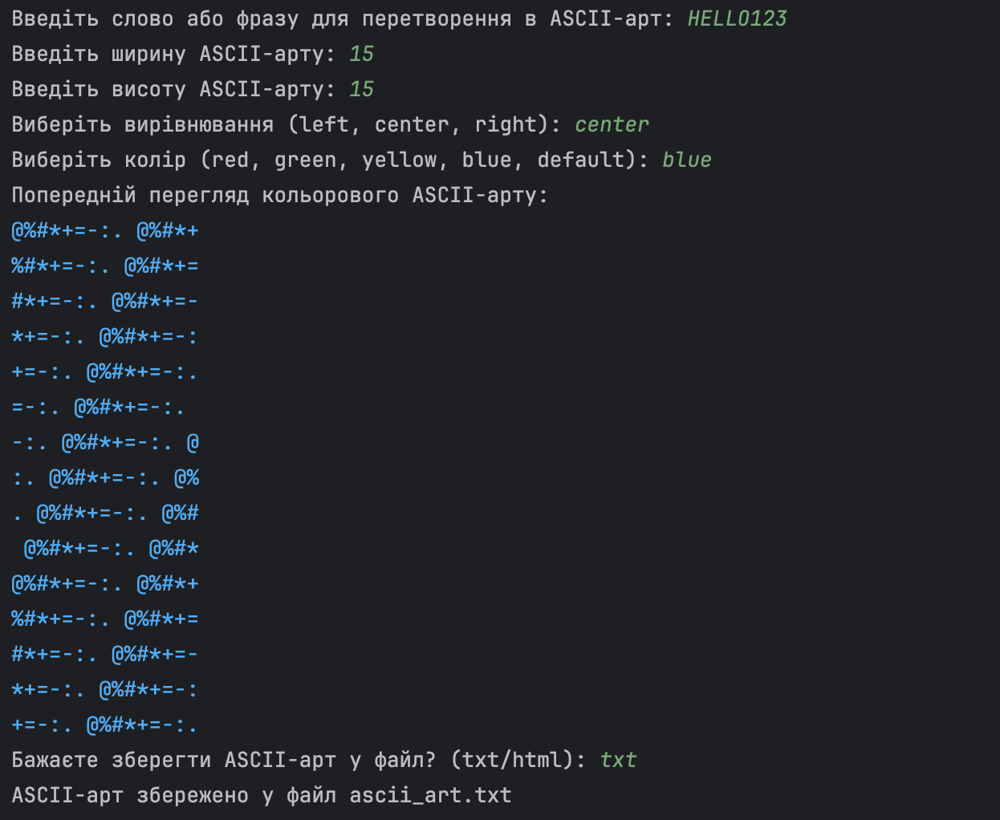 Введіть слово або фразу для перетворення в ASCII-арт: HELLO123
Введіть ширину ASCII-арту: 15
Введіть висоту ASCII-арту: 15
Виберіть вирівнювання (left, center, right): center
Виберіть колір (red, green, yellow, blue, default): blue
Попередній перегляд кольорового ASCII-арту:
@%#*+=-:. @%#*+
%#*+=-:. @%#*+=
#*+=-:. @%#*+=-
*+=-:. @%#*+=-:
+=-:. @%#*+=-:.
=-:. @%#*+=-:.
-:. @%#*+=-:. @
:. @%#*+=-:. @%
. @%#*+=-:. @%#
 @%#*+=-:. @%#*
@%#*+=-:. @%#*+
%#*+=-:. @%#*+=
#*+=-:. @%#*+=-
*+=-:. @%#*+=-:
+=-:. @%#*+=-:.
Бажаєте зберегти ASCII-арт у файл? (txt/html): txt
ASCII-арт збережено у файл ascii_art.txt